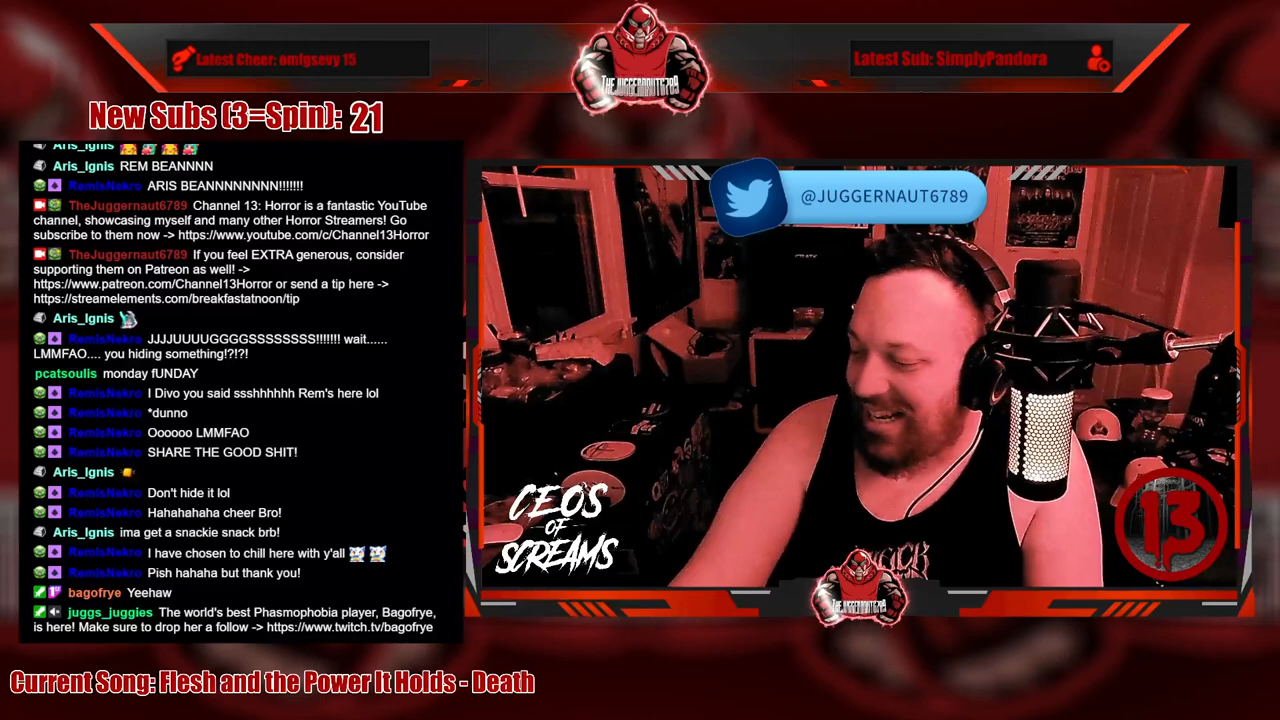 Latest Cheer: omfgsevy 15
THEJUGGERNAUT6789
Latest Sub: SimplyPandora
New Subs (3=Spin): 21
Aris_Ignis
Aris_Ignis REM BEANNNN
RemIsNekro ARIS BEANNNNNNNNN!!!!!!!
TheJuggernaut6789 Channel 13: Horror is a fantastic YouTube
channel, showcasing myself and many other Horror Streamers! Go
subscribe to them now -> https://www.youtube.com/c/Channel13Horror
TheJuggernaut6789 If you feel EXTRA generous, consider
supporting them on Patreon as well! ->
https://www.patreon.com/Channel13Horror or send a tip here ->
https://streamelements.com/breakfastatnoon/tip
Aris_Ignis
RemIsNekro JJJJUUUUGGGGSSSSSSSS!!!!!!! wait......
LMMFAO.... you hiding something!?!?!
pcatsoulis monday fUNDAY
RemIsNekro I Divo you said ssshhhhhh Rem's here lol
RemIsNekro *dunno
RemIsNekro Oooooo LMMFAO
RemIsNekro SHARE THE GOOD SHIT!
Aris_Ignis
RemIsNekro Don't hide it lol
RemIsNekro Hahahahaha cheer Bro!
Aris_Ignis ima get a snackie snack brb!
RemIsNekro I have chosen to chill here with y'all
RemIsNekro Pish hahaha but thank you!
bagofrye Yeehaw
juggs_juggies The world's best Phasmophobia player, Bagofrye,
is here! Make sure to drop her a follow -> https://www.twitch.tv/bagofrye
@JUGGERNAUT6789
CEOS
OF
SCREAMS
13
THEJUGGERNAUT6789
Current Song: Flesh and the Power It Holds - Death